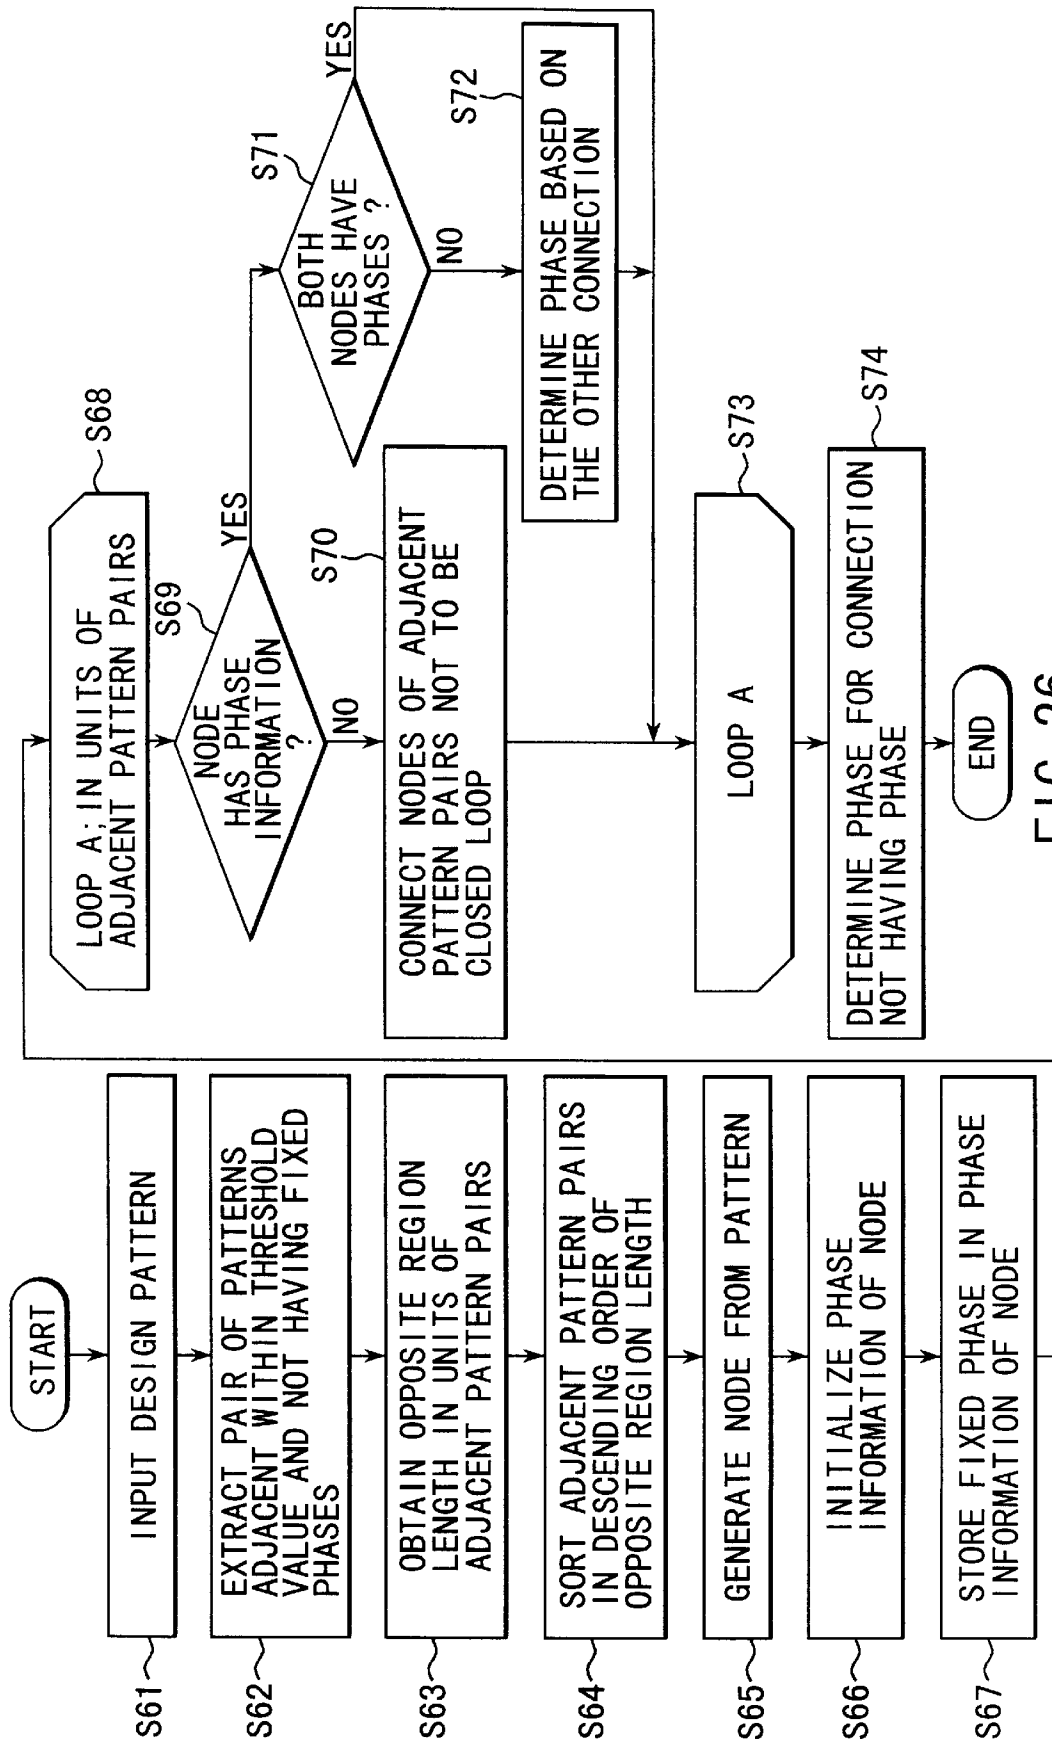 START
S61
INPUT DESIGN PATTERN
S62
EXTRACT PAIR OF PATTERNS
ADJACENT WITHIN THRESHOLD
VALUE AND NOT HAVING FIXED
PHASES
S63
OBTAIN OPPOSITE REGION
LENGTH IN UNITS OF
ADJACENT PATTERN PAIRS
S64
SORT ADJACENT PATTERN PAIRS
IN DESCENDING ORDER OF
OPPOSITE REGION LENGTH
S65
GENERATE NODE FROM PATTERN
S66
INITIALIZE PHASE
INFORMATION OF NODE
S67
STORE FIXED PHASE IN PHASE
INFORMATION OF NODE
S68
LOOP A; IN UNITS OF
ADJACENT PATTERN PAIRS
S69
NODE
HAS PHASE
INFORMATION
?
YES
NO
S70
CONNECT NODES OF ADJACENT
PATTERN PAIRS NOT TO BE
CLOSED LOOP
S71
BOTH
NODES HAVE
PHASES ?
YES
NO
S72
DETERMINE PHASE BASED ON
THE OTHER CONNECTION
S73
LOOP A
S74
DETERMINE PHASE FOR CONNECTION
NOT HAVING PHASE
END